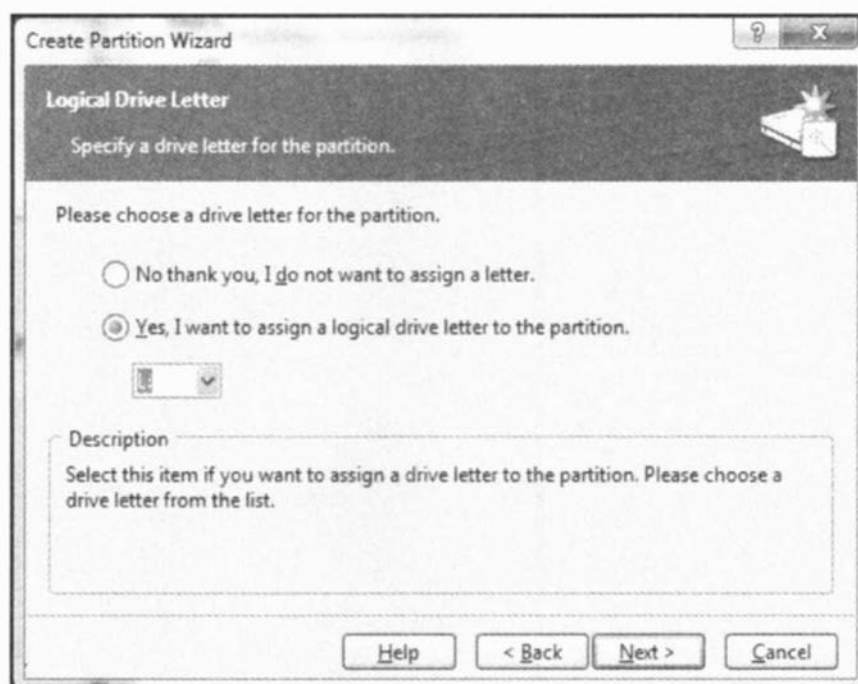 Create Partition Wizard
Logical Drive Letter
Specify a drive letter for the partition.
Please choose a drive letter for the partition.
No thank you, I do not want to assign a letter.
Yes, I want to assign a logical drive letter to the partition.
Description
Select this item if you want to assign a drive letter to the partition. Please choose a
drive letter from the list.
Help
< Back
Next >
Cancel